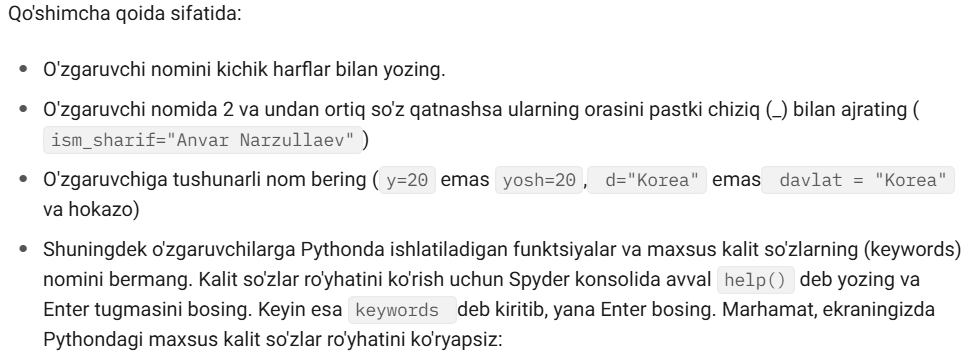 Qo'shimcha qoida sifatida:
• O'zgaruvchi nomini kichik harflar bilan yozing.
• O'zgaruvchi nomida 2 va undan ortiq so'z qatnashsa ularning orasini pastki chiziq (_) bilan ajrating (
ism_sharif="Anvar Narzullaev" )
• O'zgaruvchiga tushunarli nom bering ( y=20 emas yosh=20 , d="Korea" emas davlat = "Korea"
va hokazo)
• Shuningdek o'zgaruvchilarga Pythonda ishlatiladigan funktsiyalar va maxsus kalit so'zlarning (keywords)
nomini bermang. Kalit so'zlar ro'yhatini ko'rish uchun Spyder konsolida avval help() deb yozing va
Enter tugmasini bosing. Keyin esa keywords deb kiritib, yana Enter bosing. Marhamat, ekraningizda
Pythondagi maxsus kalit so'zlar ro'yhatini ko'ryapsiz: